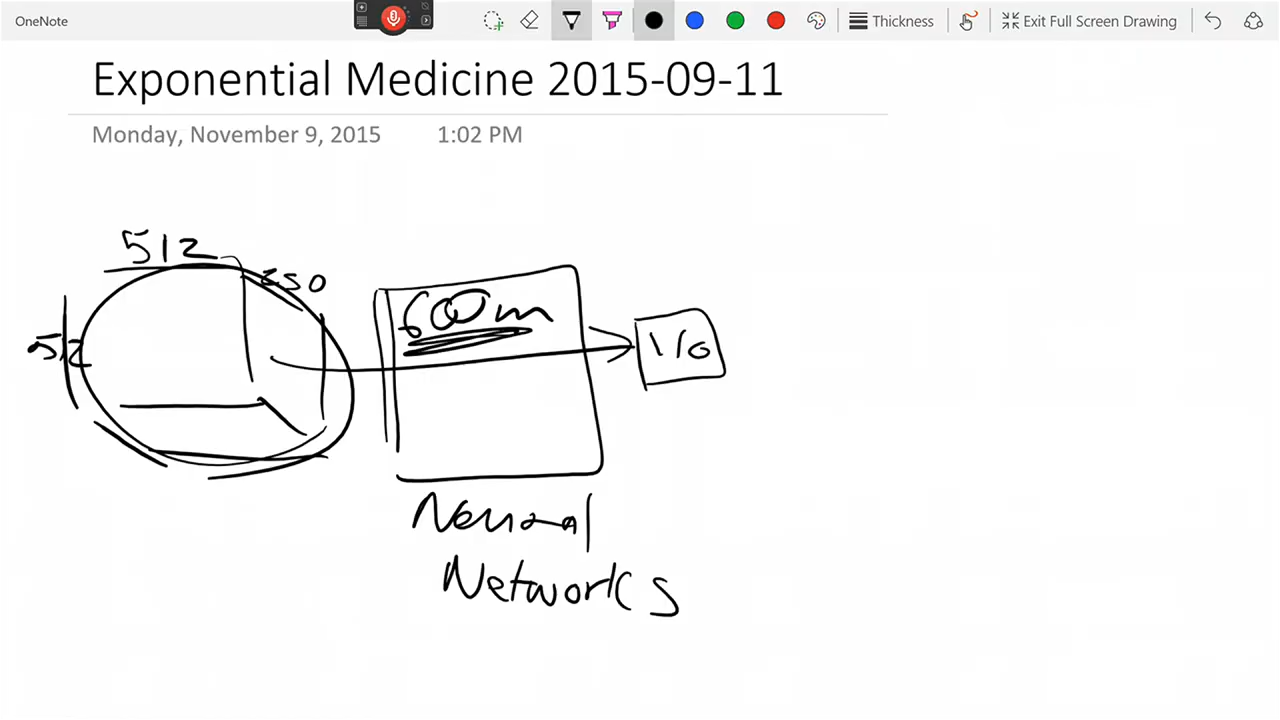 OneNote
Thickness
Exit Full Screen Drawing
Exponential Medicine 2015-09-11
Monday, November 9, 2015 1:02 PM
512
250
512
600m
1/0
Neural
Networks